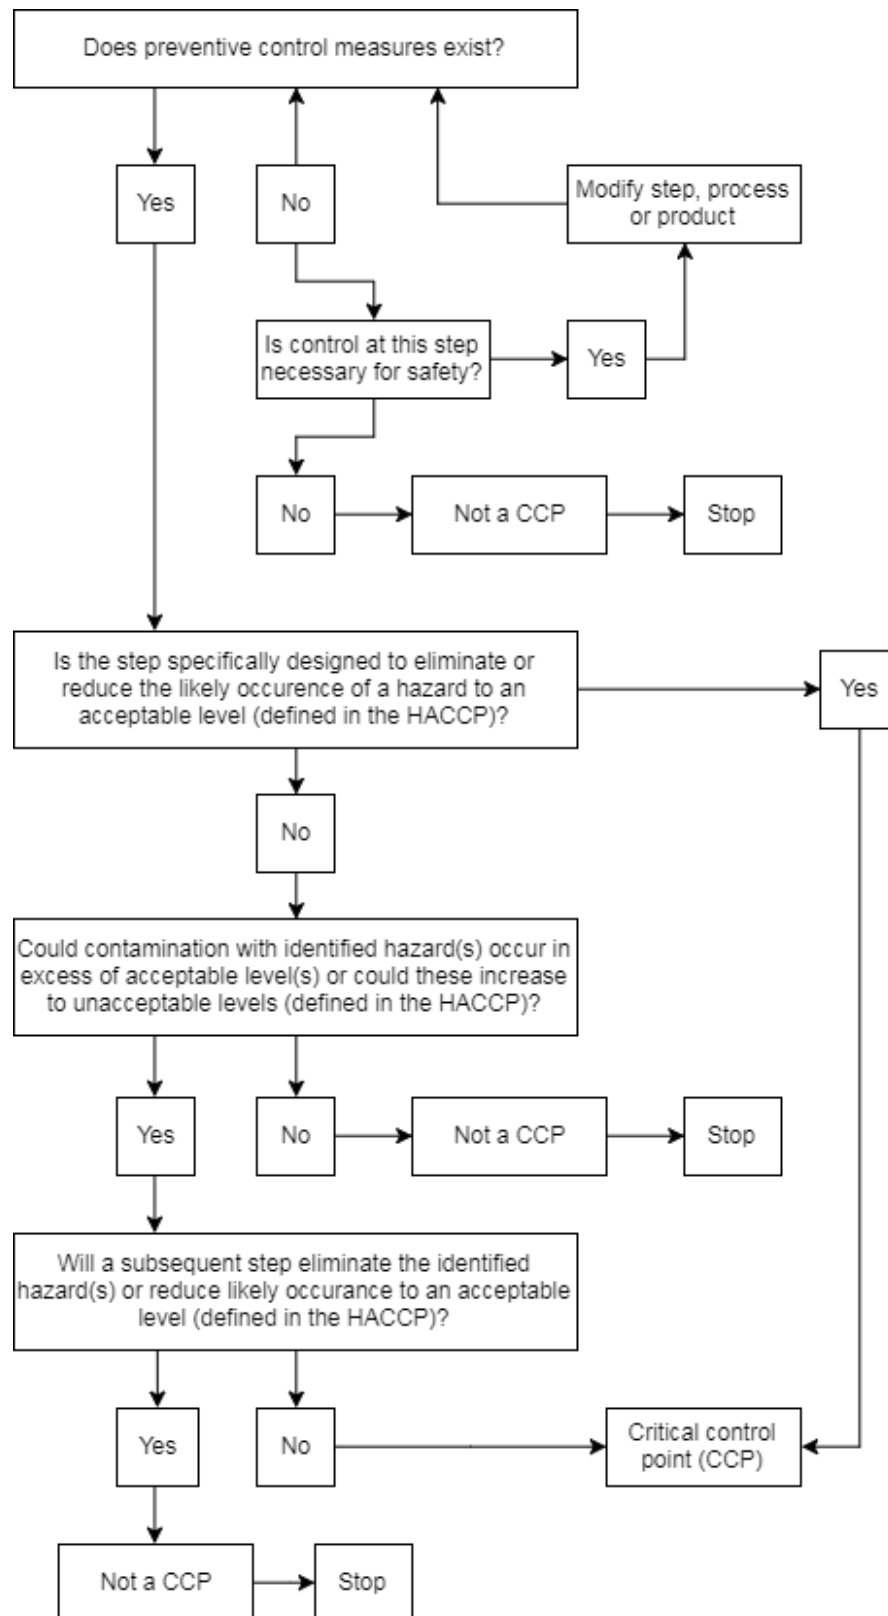 Does preventive control measures exist?
Yes
No
Modify step, process
or product
Is control at this step
necessary for safety?
Yes
No
Not a CCP
Stop
Is the step specifically designed to eliminate or
reduce the likely occurence of a hazard to an
acceptable level (defined in the HACCP)?
Yes
No
Could contamination with identified hazard(s) occur in
excess of acceptable level(s) or could these increase
to unacceptable levels (defined in the HACCP)?
Yes
No
Not a CCP
Stop
Will a subsequent step eliminate the identified
hazard(s) or reduce likely occurance to an acceptable
level (defined in the HACCP)?
Yes
No
Critical control
point (CCP)
Not a CCP
Stop